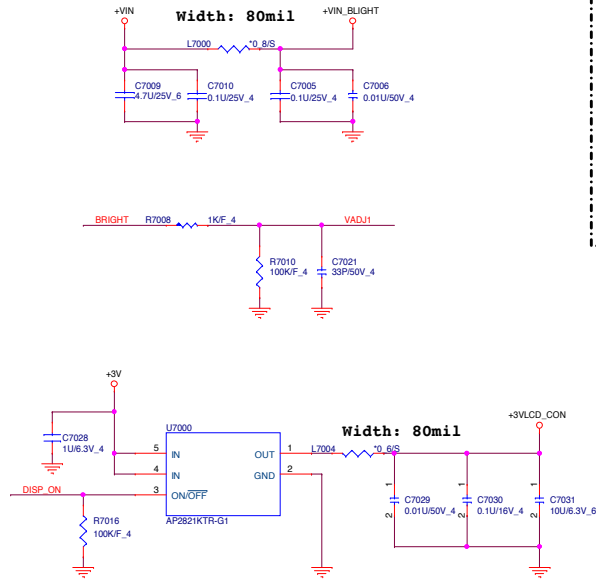 +VIN
Width: 80mil
+VIN_BLIGHT
L7000
*0_8/S
C7009
4.7U/25V_6
C7010
0.1U/25V_4
C7005
0.1U/25V_4
C7006
0.01U/50V_4
BRIGHT
R7008
1K/F_4
VADJ1
R7010
100K/F_4
C7021
33P/50V_4
+3V
C7028
1U/6.3V_4
U7000
5
IN
4
IN
3
ON/OFF
OUT
1
GND
2
AP2821KTR-G1
DISP_ON
R7016
100K/F_4
Width: 80mil
L7004
*0_6/S
+3VLCD_CON
1
2
C7029
0.01U/50V_4
1
2
C7030
0.1U/16V_4
1
2
C7031
10U/6.3V_6